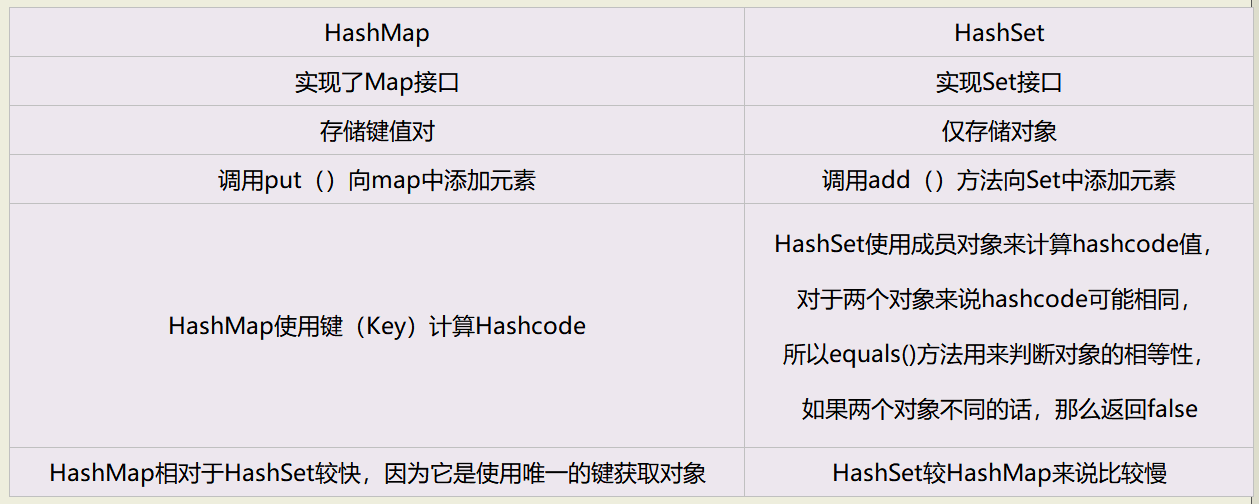 HashMap
HashSet
实现了Map接口
实现Set接口
存储键值对
仅存储对象
调用put（）向map中添加元素
调用add（）方法向Set中添加元素
HashMap使用键（Key）计算Hashcode
HashSet使用成员对象来计算hashcode值，
对于两个对象来说hashcode可能相同，
所以equals()方法用来判断对象的相等性，
如果两个对象不同的话，那么返回false
HashMap相对于HashSet较快，因为它是使用唯一的键获取对象
HashSet较HashMap来说比较慢